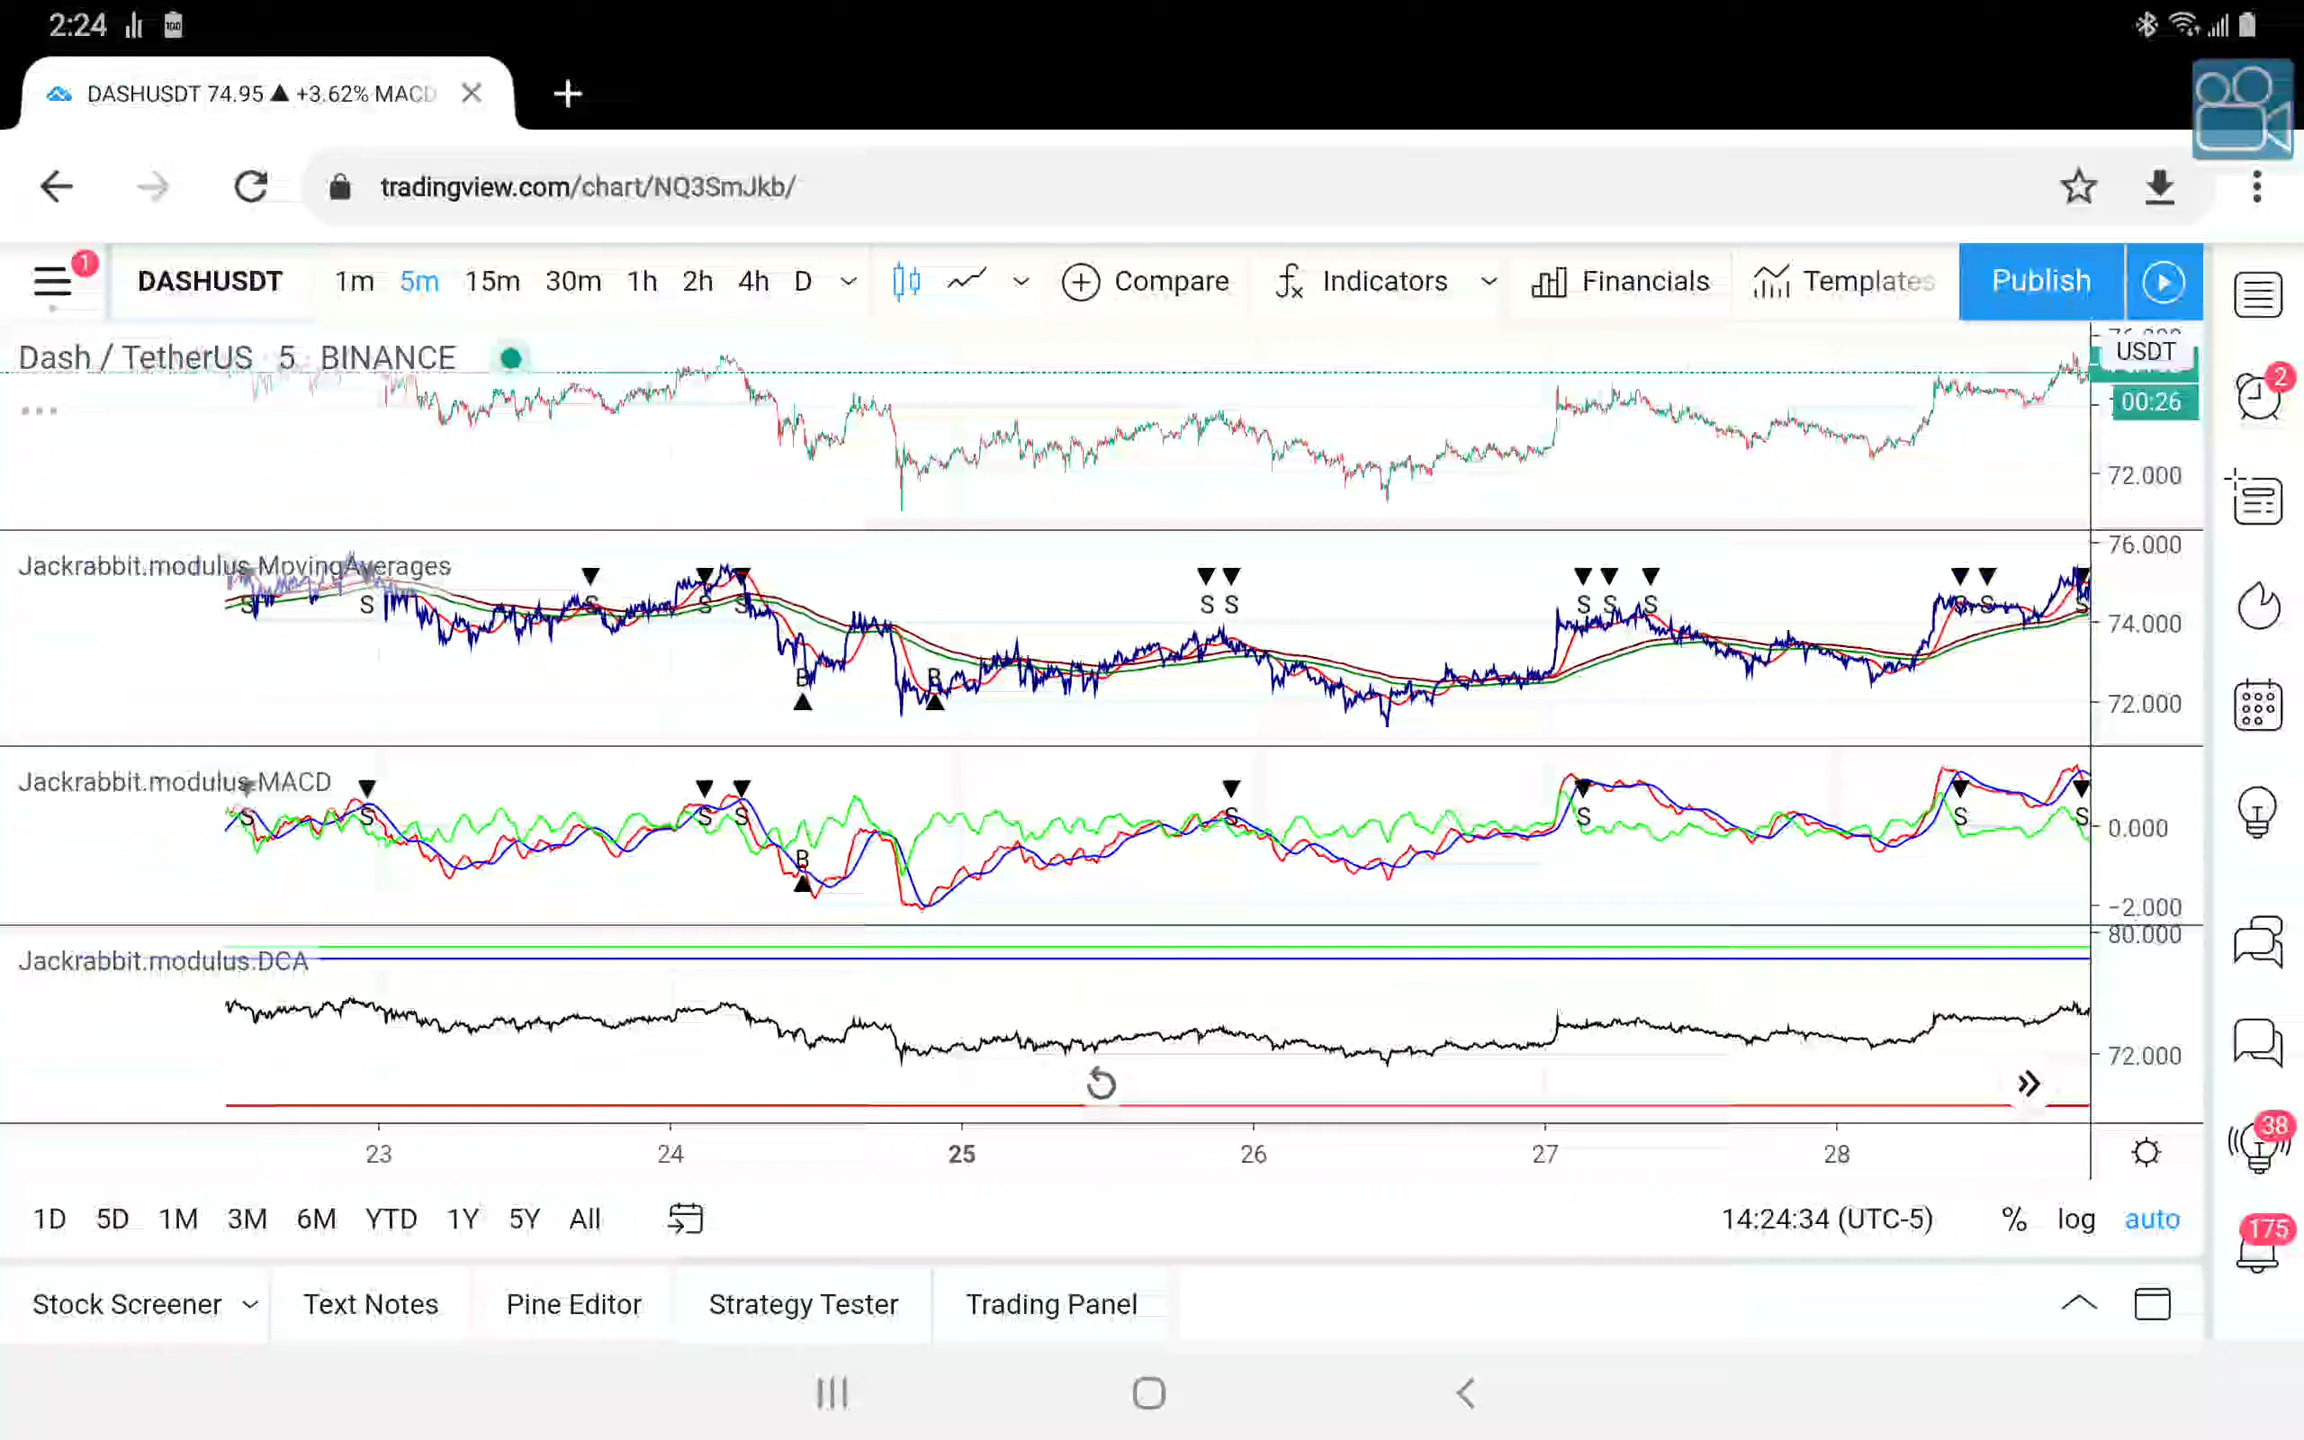 2:24
DASHUSDT 74.95 ▲ +3.62% MACD
tradingview.com/chart/NQ3SmJkb/
1
DASHUSDT 1m 5m 15m 30m 1h 2h 4h D Compare Indicators Financials Templates Publish
Dash / TetherUS 5 BINANCE
USDT
2
00:26
72.000
Jackrabbit.modulus.MovingAverages
76.000
S S S S S S S S S S S S S
74.000
B B
72.000
Jackrabbit.modulus.MACD
S S S S S S S S
0.000
B
-2.000
80.000
Jackrabbit.modulus.DCA
72.000
23 24 25 26 27 28
38
1D 5D 1M 3M 6M YTD 1Y 5Y All 14:24:34 (UTC-5) % log auto
175
Stock Screener Text Notes Pine Editor Strategy Tester Trading Panel